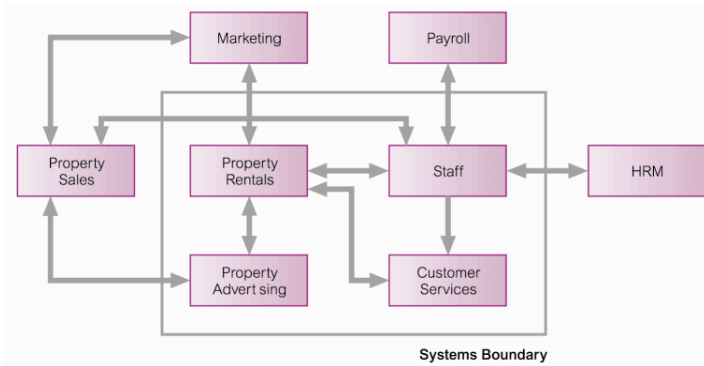 Marketing
Payroll
Property
Sales
Property
Rentals
Staff
HRM
Property
Advert sing
Customer
Services
Systems Boundary